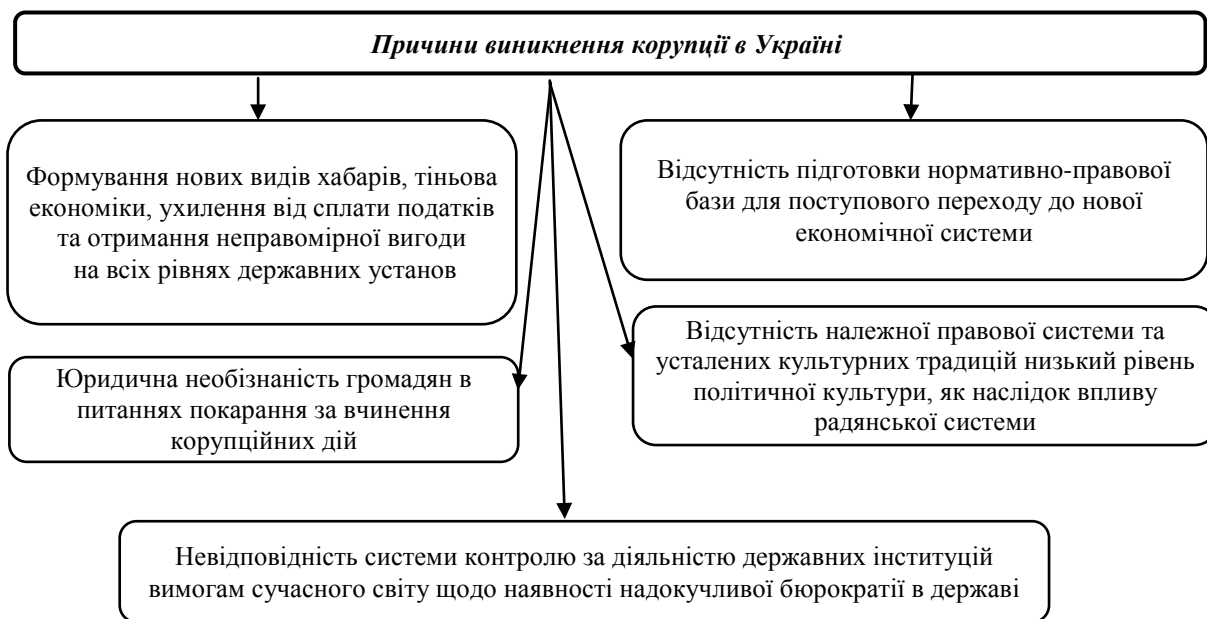 Причини виникнення корупції в Україні
Формування нових видів хабарів, тіньова
економіки, ухилення від сплати податків
та отримання неправомірної вигоди
на всіх рівнях державних установ
Відсутність підготовки нормативно-правової
бази для поступового переходу до нової
економічної системи
Юридична необізнаність громадян в
питаннях покарання за вчинення
корупційних дій
Відсутність належної правової системи та
усталених культурних традицій низький рівень
політичної культури, як наслідок впливу
радянської системи
Невідповідність системи контролю за діяльністю державних інституцій
вимогам сучасного світу щодо наявності надокучливої бюрократії в державі